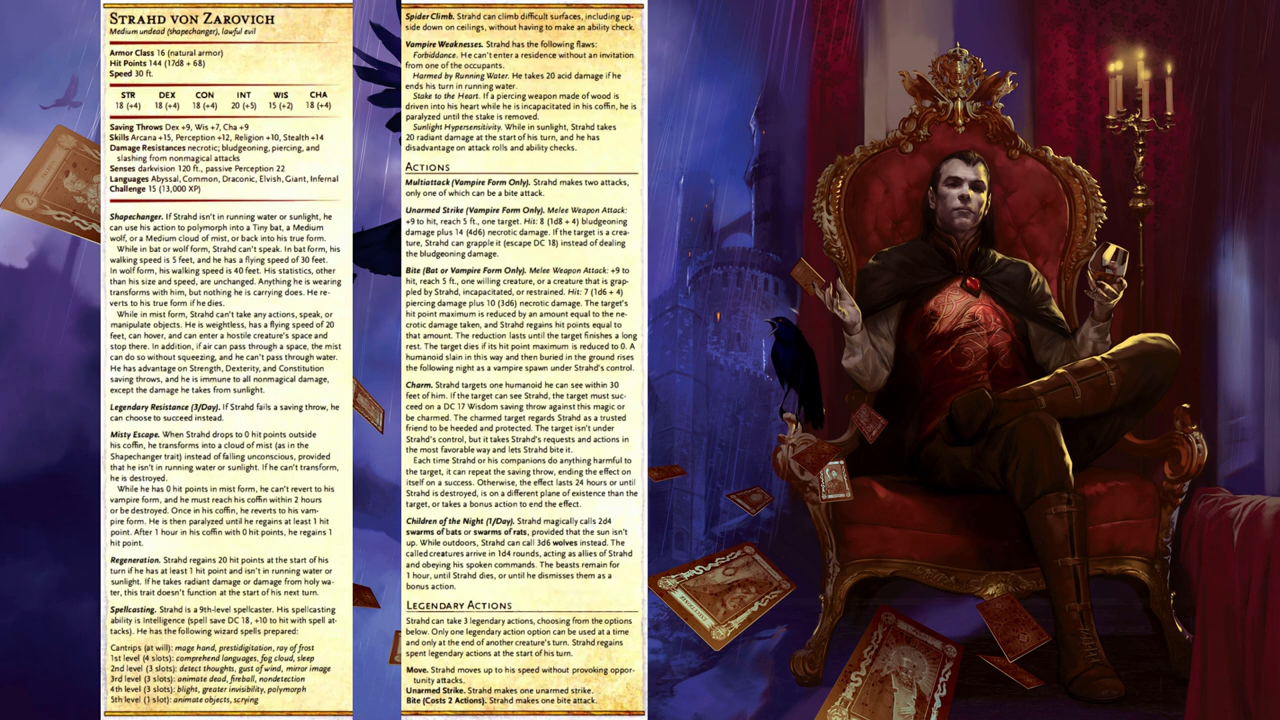 STRAHD VON ZAROVICH
Medium undead (shapechanger), lawful evil
Armor Class 16 (natural armor)
Hit Points 144 (17d8 + 68)
Speed 30 ft.
STR DEX CON INT WIS CHA
18 (+4) 18 (+4) 18 (+4) 20 (+5) 15 (+2) 18 (+4)
Saving Throws Dex +9, Wis +7, Cha +9
Skills Arcana +15, Perception +12, Religion +10, Stealth +14
Damage Resistances necrotic; bludgeoning, piercing, and
slashing from nonmagical attacks
Senses darkvision 120 ft., passive Perception 22
Languages Abyssal, Common, Draconic, Elvish, Giant, Infernal
Challenge 15 (13,000 XP)
Shapechanger. If Strahd isn't in running water or sunlight, he
can use his action to polymorph into a Tiny bat, a Medium
wolf, or a Medium cloud of mist, or back into his true form.
While in bat or wolf form, Strahd can't speak. In bat form, his
walking speed is 5 feet, and he has a flying speed of 30 feet.
In wolf form, his walking speed is 40 feet. His statistics, other
than his size and speed, are unchanged. Anything he is wearing
transforms with him, but nothing he is carrying does. He re-
verts to his true form if he dies.
While in mist form, Strahd can't take any actions, speak, or
manipulate objects. He is weightless, has a flying speed of 20
feet, can hover, and can enter a hostile creature's space and
stop there. In addition, if air can pass through a space, the mist
can do so without squeezing, and he can't pass through water.
He has advantage on Strength, Dexterity, and Constitution
saving throws, and he is immune to all nonmagical damage,
except the damage he takes from sunlight.
Legendary Resistance (3/Day). If Strahd fails a saving throw, he
can choose to succeed instead.
Misty Escape. When Strahd drops to 0 hit points outside
his coffin, he transforms into a cloud of mist (as in the
Shapechanger trait) instead of falling unconscious, provided
that he isn't in running water or sunlight. If he can't transform,
he is destroyed.
While he has 0 hit points in mist form, he can't revert to his
vampire form, and he must reach his coffin within 2 hours
or be destroyed. Once in his coffin, he reverts to his vam-
pire form. He is then paralyzed until he regains at least 1 hit
point. After 1 hour in his coffin with 0 hit points, he regains 1
hit point.
Regeneration. Strahd regains 20 hit points at the start of his
turn if he has at least 1 hit point and isn't in running water or
sunlight. If he takes radiant damage or damage from holy wa-
ter, this trait doesn't function at the start of his next turn.
Spellcasting. Strahd is a 9th-level spellcaster. His spellcasting
ability is Intelligence (spell save DC 18, +10 to hit with spell at-
tacks). He has the following wizard spells prepared:
Cantrips (at will): mage hand, prestidigitation, ray of frost
1st level (4 slots): comprehend languages, fog cloud, sleep
2nd level (3 slots): detect thoughts, gust of wind, mirror image
3rd level (3 slots): animate dead, fireball, nondetection
4th level (3 slots): blight, greater invisibility, polymorph
5th level (1 slot): animate objects, scrying
Spider Climb. Strahd can climb difficult surfaces, including up-
side down on ceilings, without having to make an ability check.
Vampire Weaknesses. Strahd has the following flaws:
Forbiddance. He can't enter a residence without an invitation
from one of the occupants.
Harmed by Running Water. He takes 20 acid damage if he
ends his turn in running water.
Stake to the Heart. If a piercing weapon made of wood is
driven into his heart while he is incapacitated in his coffin, he is
paralyzed until the stake is removed.
Sunlight Hypersensitivity. While in sunlight, Strahd takes
20 radiant damage at the start of his turn, and he has
disadvantage on attack rolls and ability checks.
ACTIONS
Multiattack (Vampire Form Only). Strahd makes two attacks,
only one of which can be a bite attack.
Unarmed Strike (Vampire Form Only). Melee Weapon Attack:
+9 to hit, reach 5 ft., one target. Hit: 8 (1d8 + 4) bludgeoning
damage plus 14 (4d6) necrotic damage. If the target is a crea-
ture, Strahd can grapple it (escape DC 18) instead of dealing
the bludgeoning damage.
Bite (Bat or Vampire Form Only). Melee Weapon Attack: +9 to
hit, reach 5 ft., one willing creature, or a creature that is grap-
pled by Strahd, incapacitated, or restrained. Hit: 7 (1d6 + 4)
piercing damage plus 10 (3d6) necrotic damage. The target's
hit point maximum is reduced by an amount equal to the ne-
crotic damage taken, and Strahd regains hit points equal to
that amount. The reduction lasts until the target finishes a long
rest. The target dies if its hit point maximum is reduced to 0. A
humanoid slain in this way and then buried in the ground rises
the following night as a vampire spawn under Strahd's control.
Charm. Strahd targets one humanoid he can see within 30
feet of him. If the target can see Strahd, the target must suc-
ceed on a DC 17 Wisdom saving throw against this magic or
be charmed. The charmed target regards Strahd as a trusted
friend to be heeded and protected. The target isn't under
Strahd's control, but it takes Strahd's requests and actions in
the most favorable way and lets Strahd bite it.
Each time Strahd or his companions do anything harmful to
the target, it can repeat the saving throw, ending the effect on
itself on a success. Otherwise, the effect lasts 24 hours or until
Strahd is destroyed, is on a different plane of existence than the
target, or takes a bonus action to end the effect.
Children of the Night (1/Day). Strahd magically calls 2d4
swarms of bats or swarms of rats, provided that the sun isn't
up. While outdoors, Strahd can call 3d6 wolves instead. The
called creatures arrive in 1d4 rounds, acting as allies of Strahd
and obeying his spoken commands. The beasts remain for
1 hour, until Strahd dies, or until he dismisses them as a
bonus action.
LEGENDARY ACTIONS
Strahd can take 3 legendary actions, choosing from the options
below. Only one legendary action option can be used at a time
and only at the end of another creature's turn. Strahd regains
spent legendary actions at the start of his turn.
Move. Strahd moves up to his speed without provoking oppor-
tunity attacks.
Unarmed Strike. Strahd makes one unarmed strike.
Bite (Costs 2 Actions). Strahd makes one bite attack.